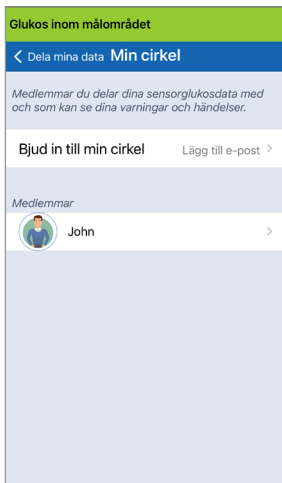 Glukos inom målområdet
Dela mina data Min cirkel
Medlemmar du delar dina sensorglukosdata med
och som kan se dina varningar och händelser.
Bjud in till min cirkel Lägg till e-post
Medlemmar
John